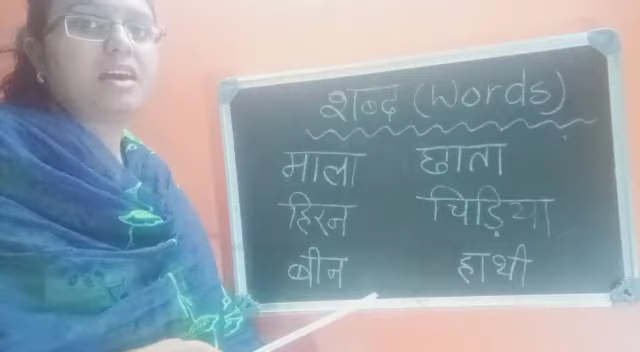 शब्द (Words)
माला छाता
हिरन चिड़िया
बीन हाथी